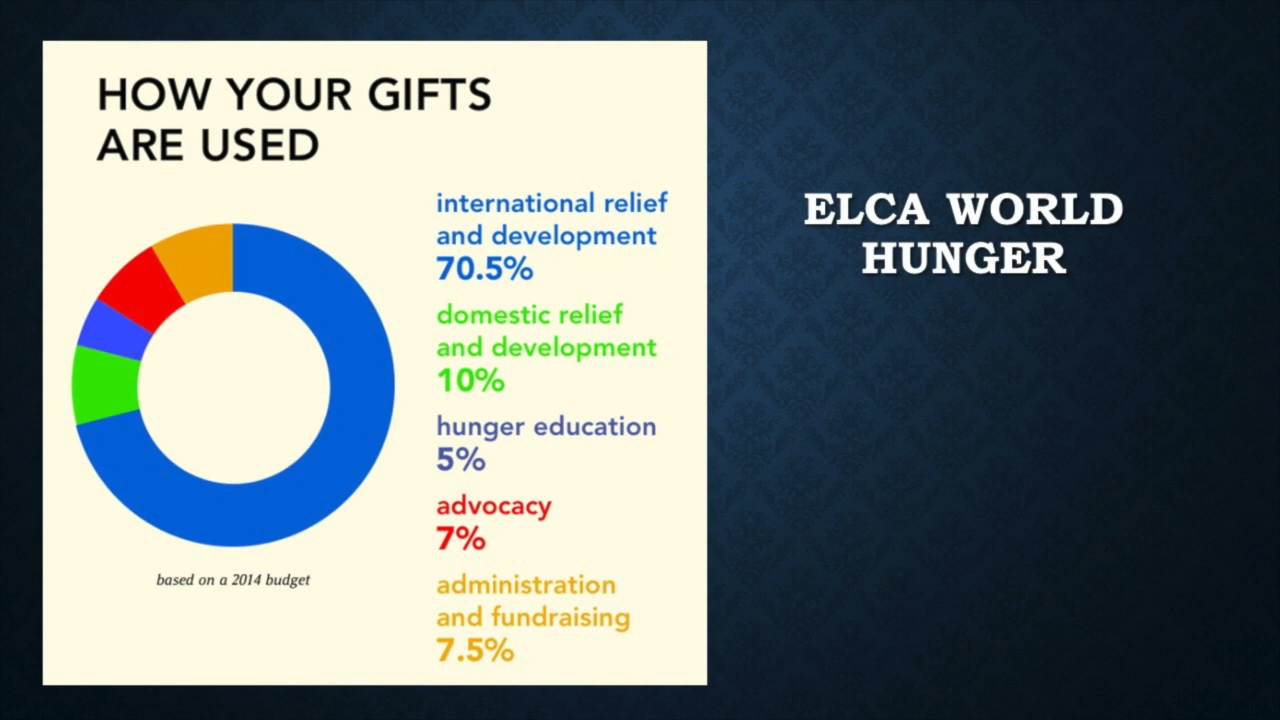 HOW YOUR GIFTS
ARE USED
international relief
and development
70.5%
domestic relief
and development
10%
hunger education
5%
advocacy
7%
administration
and fundraising
7.5%
based on a 2014 budget
ELCA WORLD
HUNGER